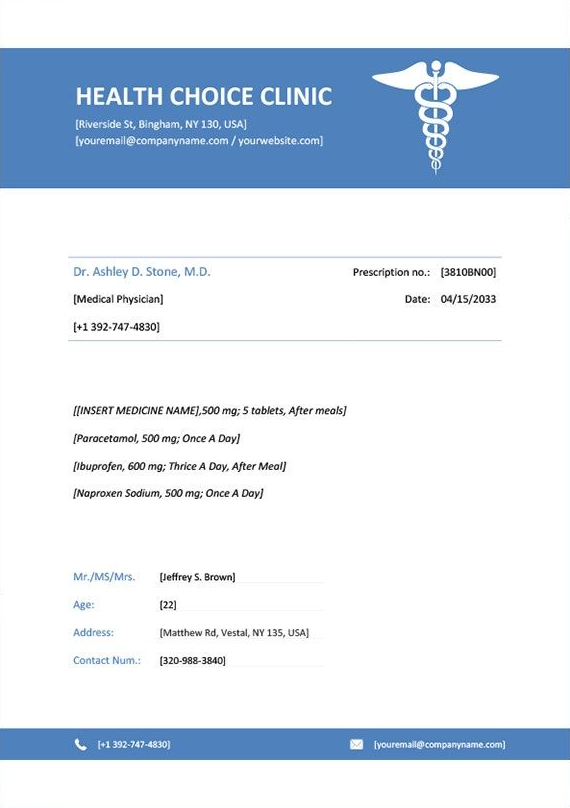 HEALTH CHOICE CLINIC
[Riverside St, Bingham, NY 130, USA]
[youremail@companyname.com / yourwebsite.com]
Dr. Ashley D. Stone, M.D. Prescription no.: [3810BN00]
[Medical Physician] Date: 04/15/2033
[+1 392-747-4830]
[[INSERT MEDICINE NAME],500 mg; 5 tablets, After meals]
[Paracetamol, 500 mg; Once A Day]
[Ibuprofen, 600 mg; Thrice A Day, After Meal]
[Naproxen Sodium, 500 mg; Once A Day]
Mr./MS/Mrs. [Jeffrey S. Brown]
Age: [22]
Address: [Matthew Rd, Vestal, NY 135, USA]
Contact Num.: [320-988-3840]
[+1 392-747-4830] [youremail@companyname.com]